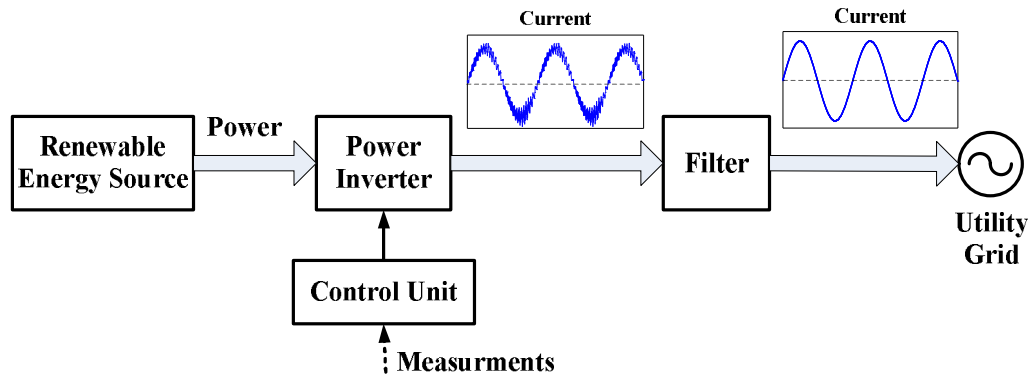 Current
Current
Power
Renewable
Energy Source
Power
Inverter
Filter
Utility
Grid
Control Unit
Measurments